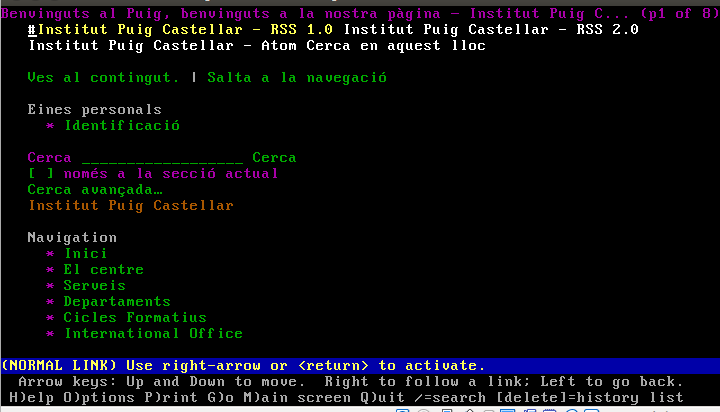 Benvinguts al Puig, benvinguts a la nostra pàgina — Institut Puig C... (p1 of 8)
#Institut Puig Castellar - RSS 1.0 Institut Puig Castellar - RSS 2.0
Institut Puig Castellar - Atom Cerca en aquest lloc
Ves al contingut. | Salta a la navegació
Eines personals
* Identificació
Cerca __________________ Cerca
[ ] només a la secció actual
Cerca avançada…
Institut Puig Castellar
Navigation
* Inici
* El centre
* Serveis
* Departaments
* Cicles Formatius
* International Office
(NORMAL LINK) Use right-arrow or <return> to activate.
Arrow keys: Up and Down to move.  Right to follow a link; Left to go back.
H)elp O)ptions P)rint G)o M)ain screen Q)uit /=search [delete]=history list